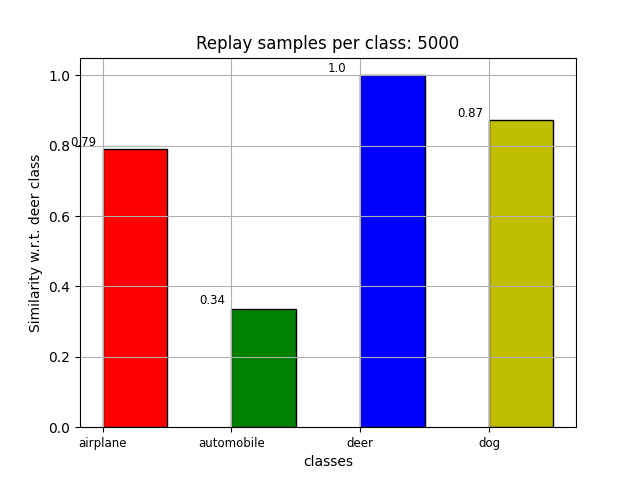 Replay samples per class: 5000
Similarity w.r.t. deer class
1.0
0.8
0.6
0.4
0.2
0.0
0.79
0.34
1.0
0.87
airplane automobile deer dog
classes